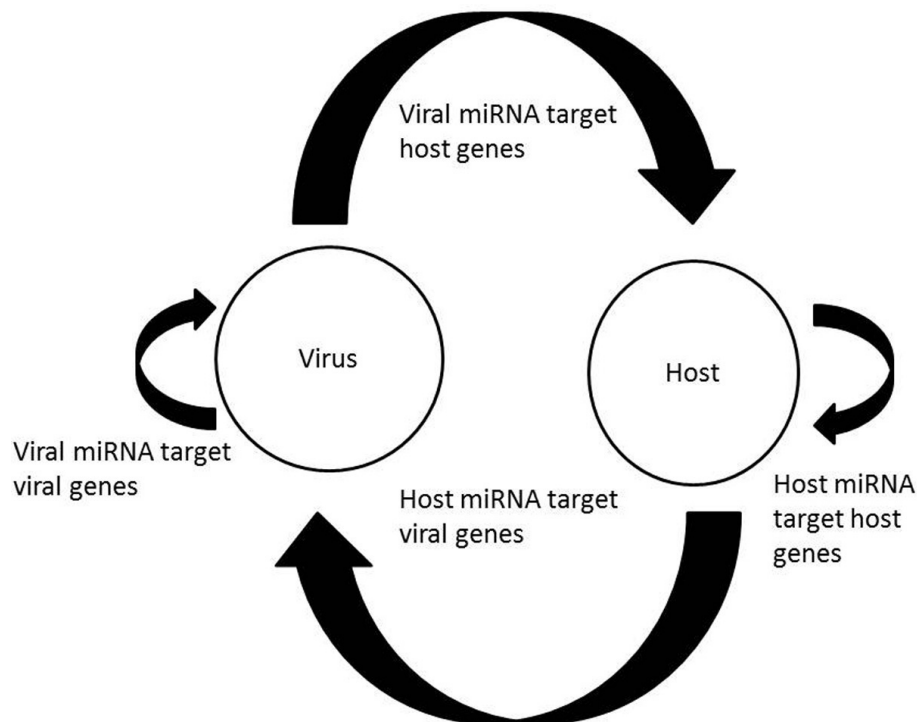 Viral miRNA target
host genes
Virus
Host
Viral miRNA target
viral genes
Host miRNA target
viral genes
Host miRNA
target host
genes